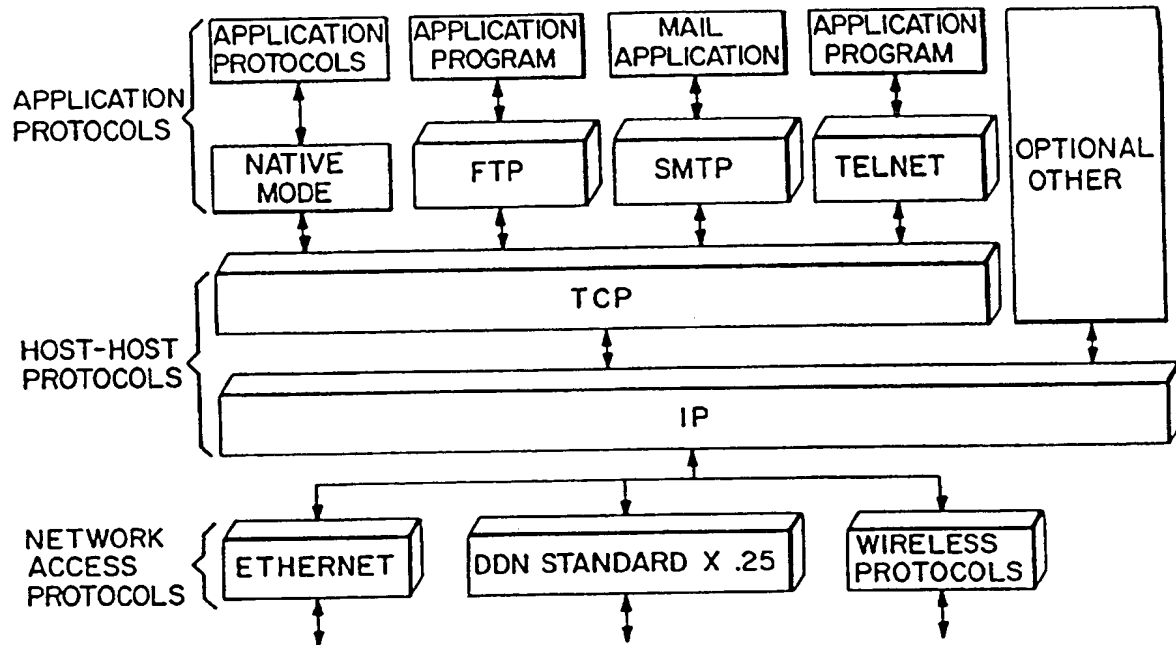 APPLICATION
PROTOCOLS
APPLICATION
PROTOCOLS
APPLICATION
PROGRAM
MAIL
APPLICATION
APPLICATION
PROGRAM
OPTIONAL
OTHER
NATIVE
MODE
FTP
SMTP
TELNET
HOST-HOST
PROTOCOLS
TCP
IP
NETWORK
ACCESS
PROTOCOLS
ETHERNET
DDN STANDARD X .25
WIRELESS
PROTOCOLS